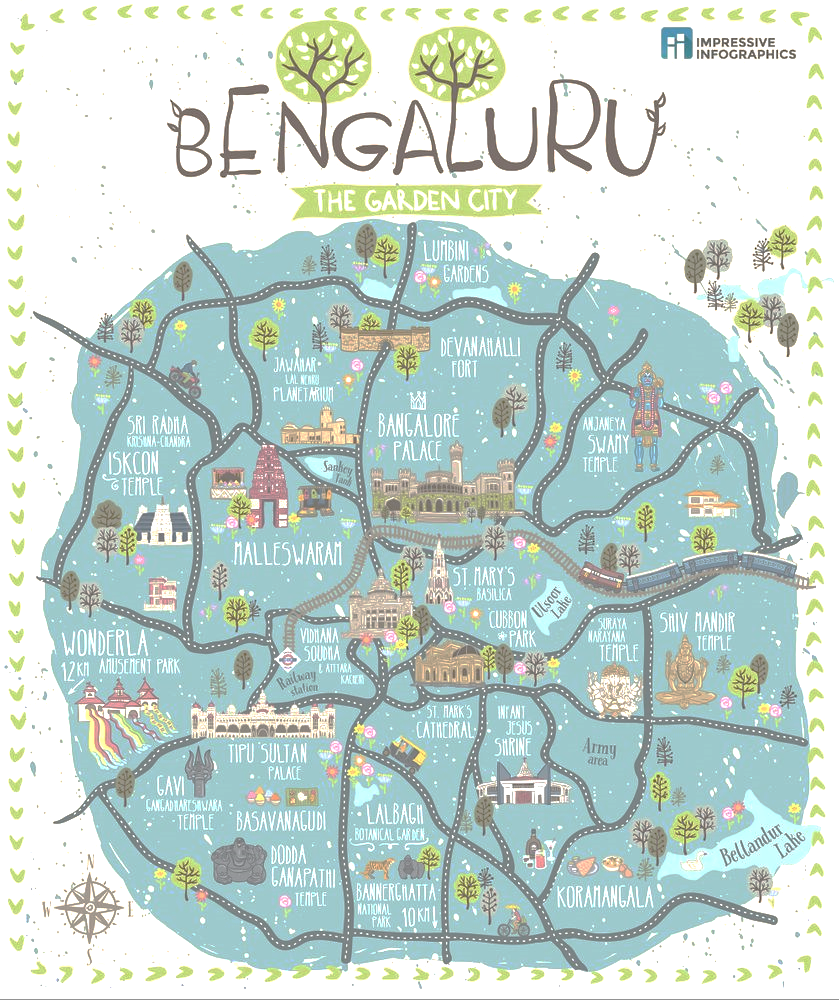 IMPRESSIVE
INFOGRAPHICS
BENGALURU
THE GARDEN CITY
LUMBINI
GARDENS
DEVANAHALLI
FORT
JAWAHAR
LAL NEHRU
PLANETARIUM
BANGALORE
PALACE
ANJANEYA
SWAMY
TEMPLE
SRI RADHA
KRISHNA-CHANDRA
ISKCON
TEMPLE
Sankey
Tank
MALLESWARAM
ST. MARY'S
BASILICA
Ulsoor
Lake
CUBBON
PARK
SURAYA
NARAYANA
TEMPLE
SHIV MANDIR
TEMPLE
WONDERLA
12 KM AMUSEMENT PARK
VIDHANA
SOUDHA
& ATTARA
KACHERI
Railway
station
ST. MARK'S
CATHEDRAL
INFANT
JESUS
SHRINE
Army
area
TIPU SULTAN
PALACE
GAVI
GANGADHARESHWARA
TEMPLE
BASAVANAGUDI
LALBAGH
BOTANICAL GARDEN
DODDA
GANAPATHI
TEMPLE
BANNERGHATTA
NATIONAL
PARK 10 KM
KORAMANGALA
Bellandur
Lake
N
W
E
S